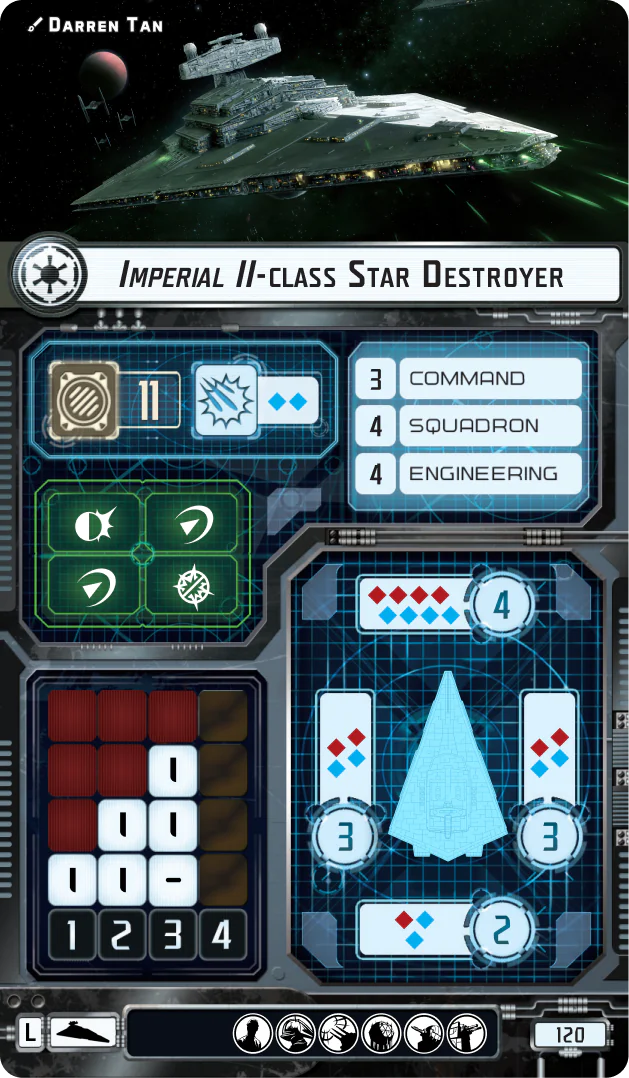 DARREN TAN
IMPERIAL II-CLASS STAR DESTROYER
11
3 COMMAND
4 SQUADRON
4 ENGINEERING
4
I
I I
3 3
I I -
2
1 2 3 4
L 120